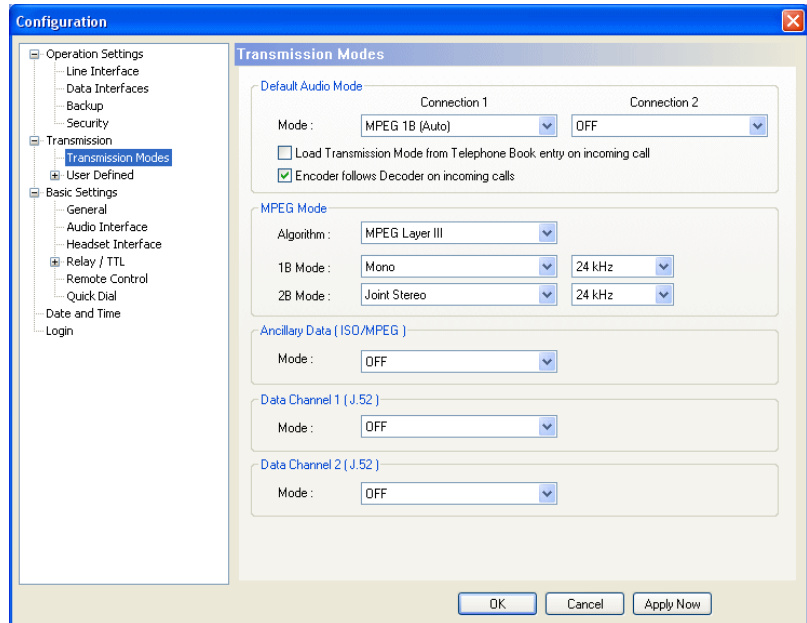 Configuration
Operation Settings
Line Interface
Data Interfaces
Backup
Security
Transmission
Transmission Modes
User Defined
Basic Settings
General
Audio Interface
Headset Interface
Relay / TTL
Remote Control
Quick Dial
Date and Time
Login
Transmission Modes
Default Audio Mode
Connection 1 Connection 2
Mode : MPEG 1B (Auto) OFF
Load Transmission Mode from Telephone Book entry on incoming call
Encoder follows Decoder on incoming calls
MPEG Mode
Algorithm : MPEG Layer III
1B Mode : Mono 24 kHz
2B Mode : Joint Stereo 24 kHz
Ancillary Data ( ISO/MPEG )
Mode : OFF
Data Channel 1 ( J.52 )
Mode : OFF
Data Channel 2 ( J.52 )
Mode : OFF
OK Cancel Apply Now